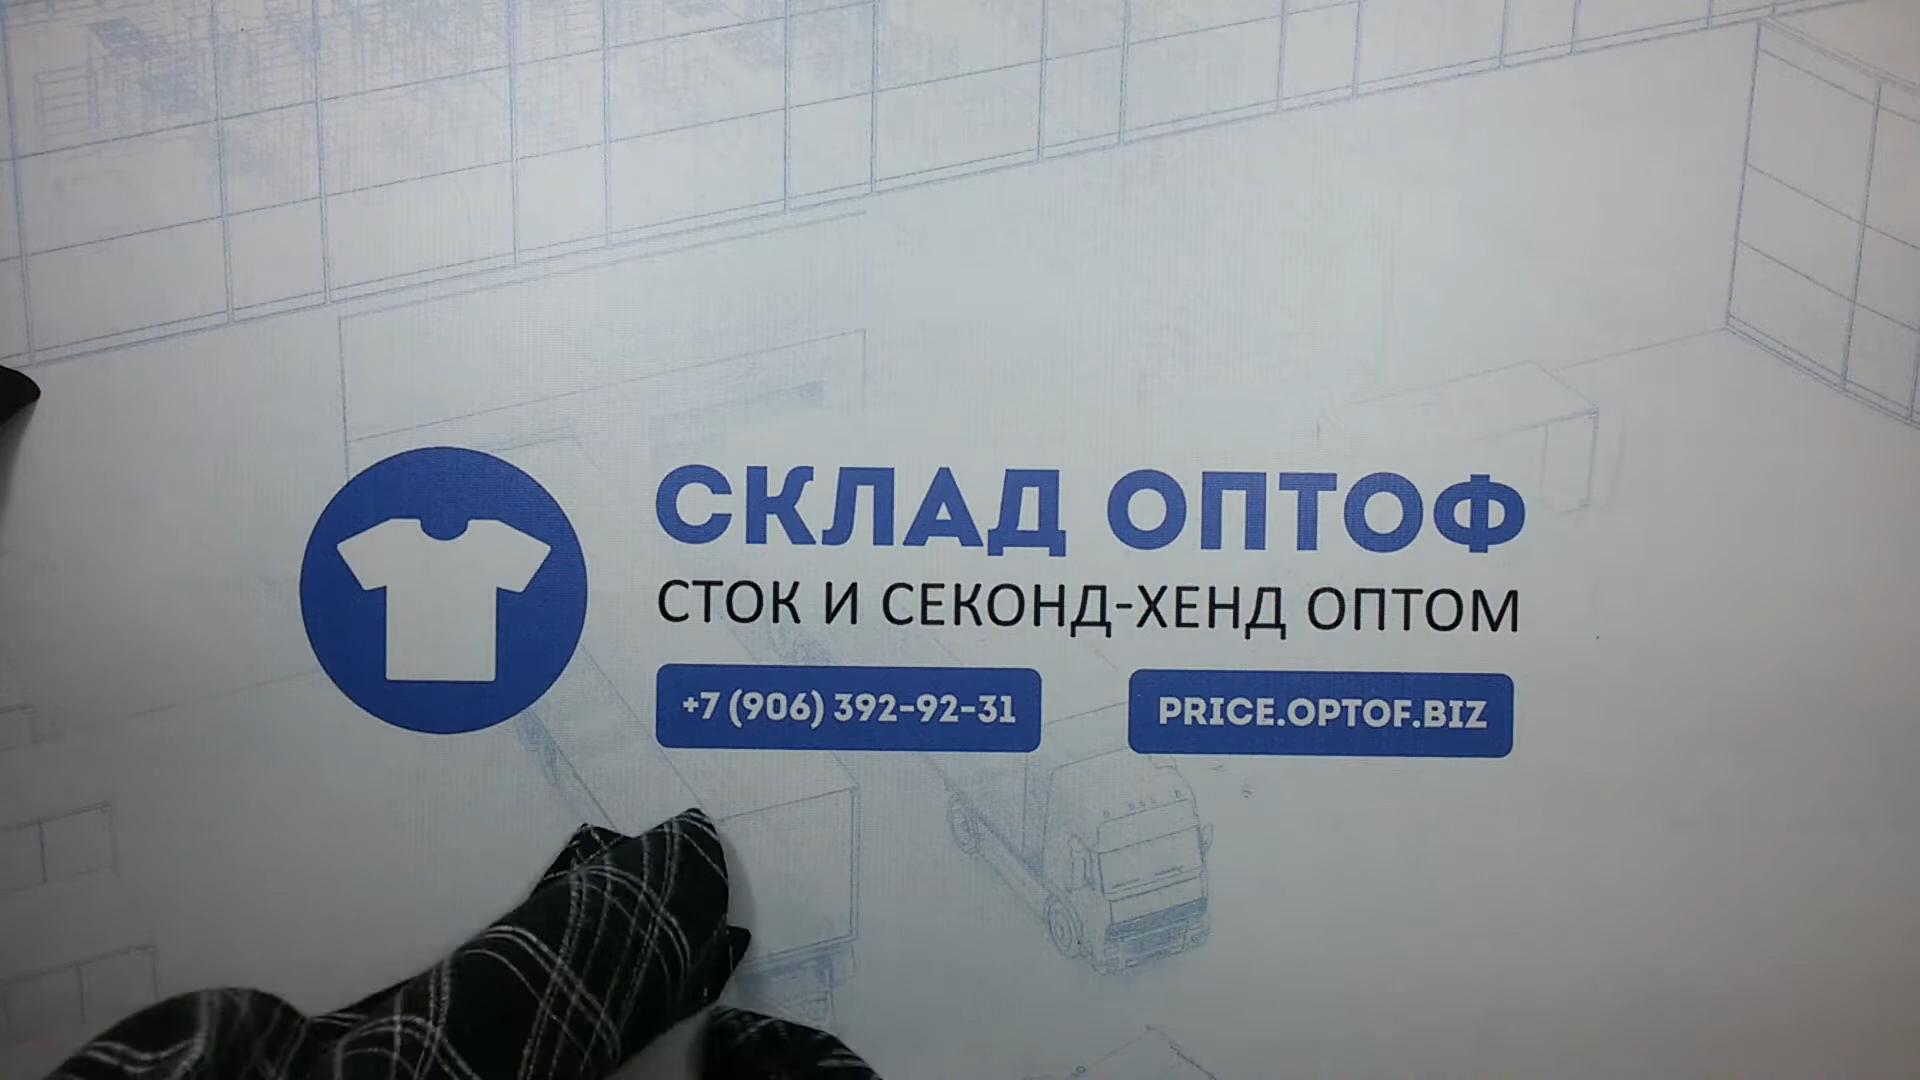 СКЛАД ОПТОФ
СТОК И СЕКОНД-ХЕНД ОПТОМ
+7 (906) 392-92-31
PRICE.OPTOF.BIZ